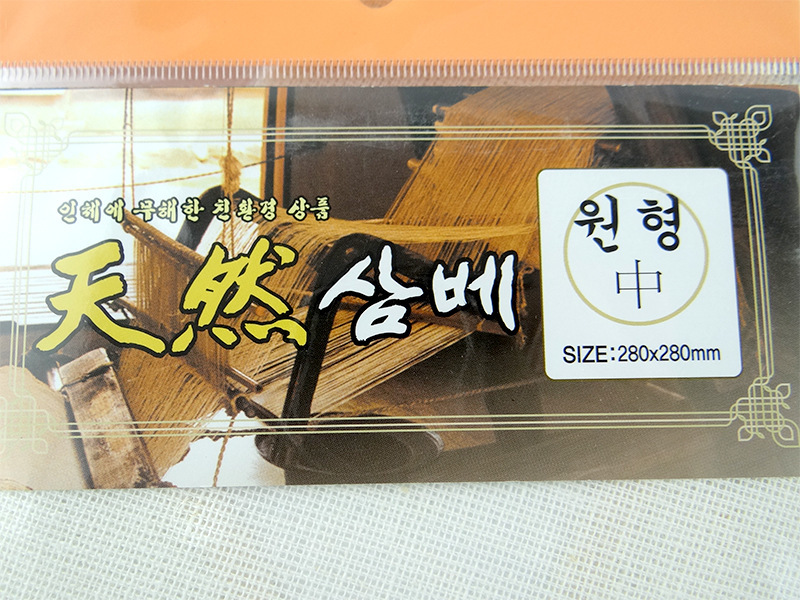 인체에 무해한 친환경 상품
天然 삼베
원형
中
SIZE: 280x280mm